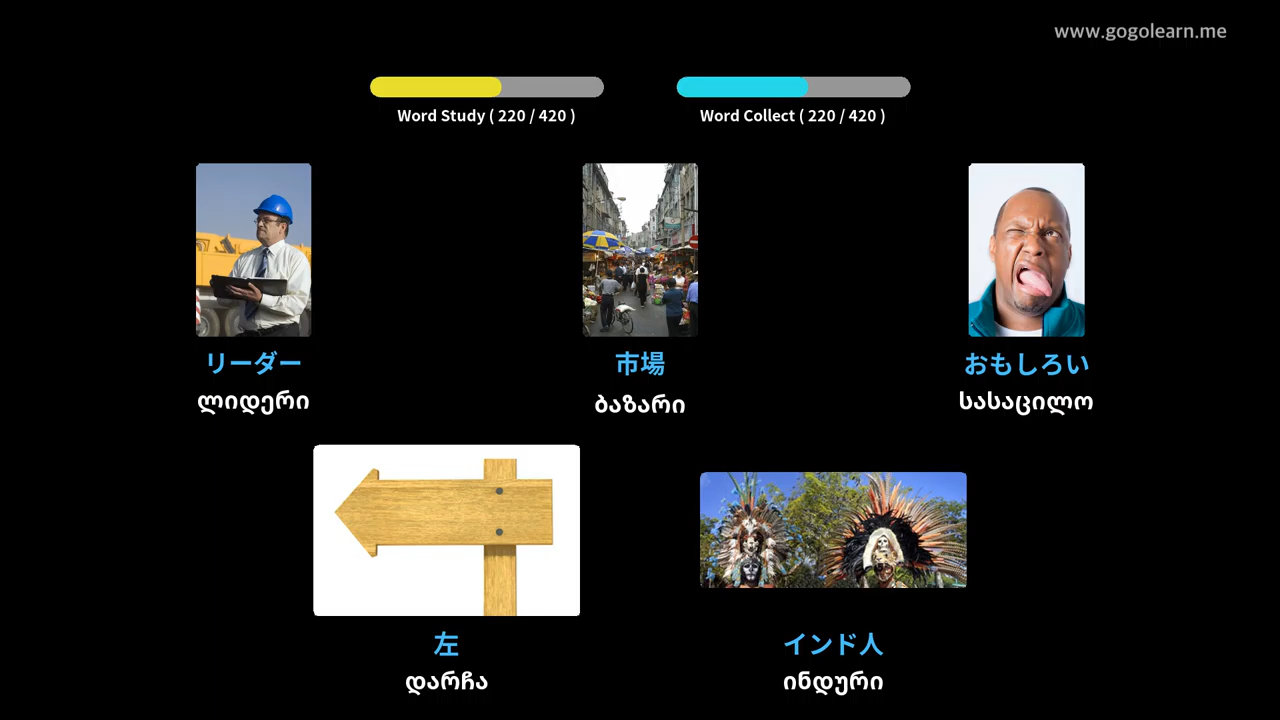 www.gogolearn.me
Word Study ( 220 / 420 )
Word Collect ( 220 / 420 )
リーダー
ლიდერი
市場
ბაზარი
おもしろい
სასაცილო
左
დარჩა
インド人
ინდური